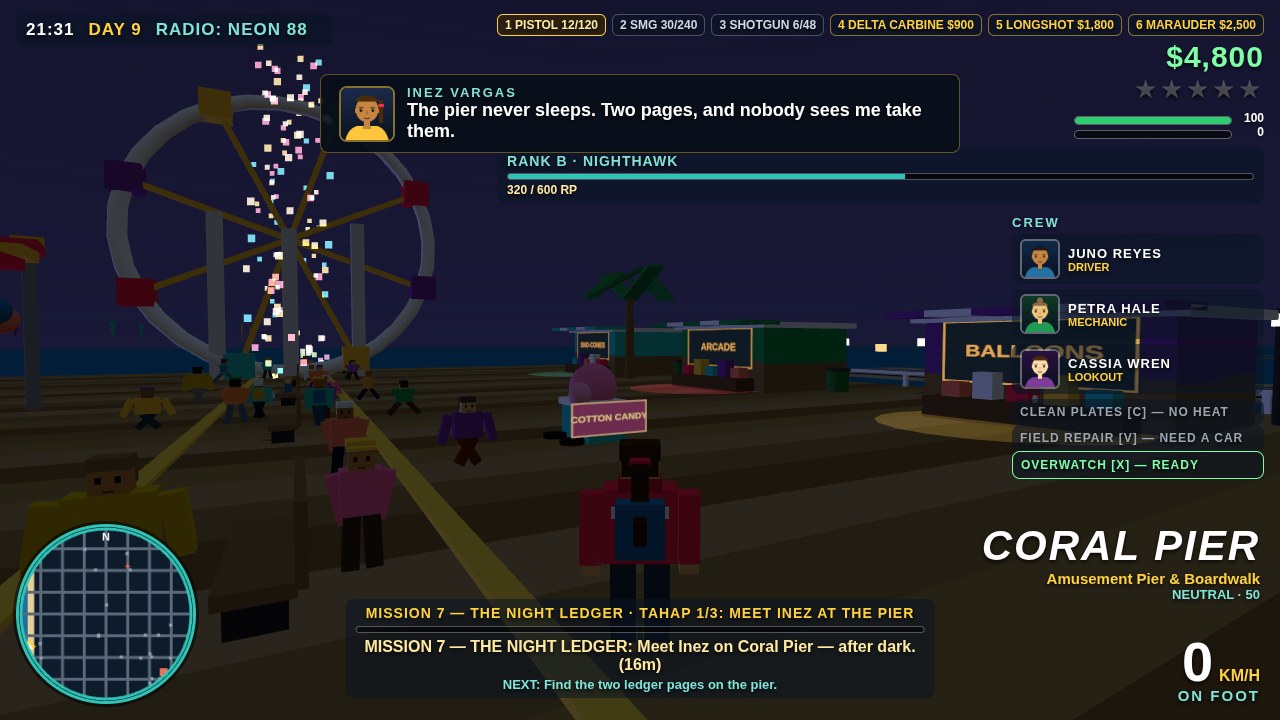 21:31 DAY 9 RADIO: NEON 88
1 PISTOL 12/120
2 SMG 30/240
3 SHOTGUN 6/48
4 DELTA CARBINE $900
5 LONGSHOT $1,800
6 MARAUDER $2,500
$4,800
100
0
INEZ VARGAS
The pier never sleeps. Two pages, and nobody sees me take
them.
RANK B · NIGHTHAWK
320 / 600 RP
CREW
JUNO REYES
DRIVER
PETRA HALE
MECHANIC
CASSIA WREN
LOOKOUT
CLEAN PLATES [C] — NO HEAT
FIELD REPAIR [V] — NEED A CAR
OVERWATCH [X] — READY
SNO-CONES
ARCADE
BALLOONS
COTTON CANDY
N
CORAL PIER
Amusement Pier & Boardwalk
NEUTRAL · 50
MISSION 7 — THE NIGHT LEDGER · TAHAP 1/3: MEET INEZ AT THE PIER
MISSION 7 — THE NIGHT LEDGER: Meet Inez on Coral Pier — after dark.
(16m)
NEXT: Find the two ledger pages on the pier.
0 KM/H
ON FOOT